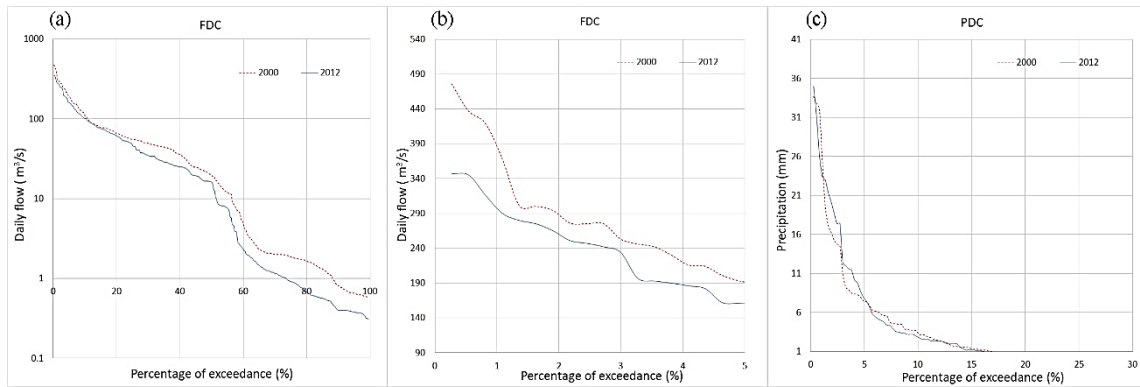 (a)
FDC
1000
100
10
1
0.1
Daily flow ( m³/s)
2000 2012
0 20 40 60 80 100
Percentage of exceedance (%)
(b)
FDC
540
490
440
390
340
290
240
190
140
90
Daily flow ( m³/s)
2000 2012
0 1 2 3 4 5
Percentage of exceedance (%)
(c)
PDC
41
36
31
26
21
16
11
6
1
Precipitation (mm)
2000 2012
0 5 10 15 20 25 30
Percentage of exceedance (%)